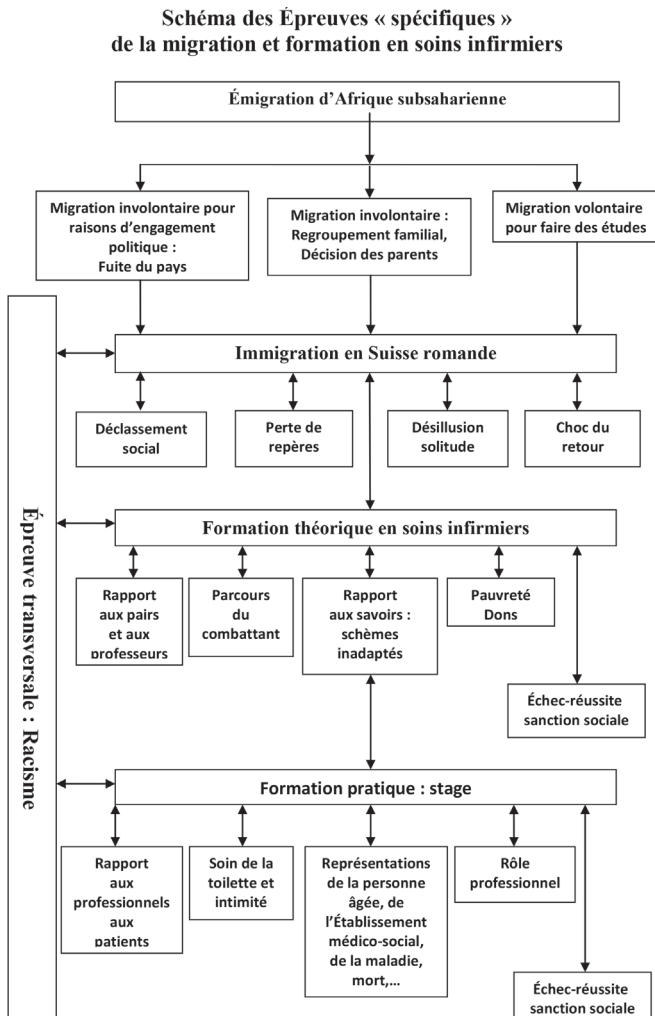 Schéma des Épreuves « spécifiques »
de la migration et formation en soins infirmiers
Émigration d’Afrique subsaharienne
Migration involontaire pour
raisons d’engagement
politique :
Fuite du pays
Migration involontaire :
Regroupement familial,
Décision des parents
Migration volontaire
pour faire des études
Épreuve transversale : Racisme
Immigration en Suisse romande
Déclassement
social
Perte de
repères
Désillusion
solitude
Choc du
retour
Formation théorique en soins infirmiers
Rapport
aux pairs
et aux
professeurs
Parcours
du
combattant
Rapport
aux savoirs :
schèmes
inadaptés
Pauvreté
Dons
Échec-réussite
sanction sociale
Formation pratique : stage
Rapport
aux
professionnels
aux
patients
Soin de la
toilette et
intimité
Représentations
de la personne
âgée, de
l’Établissement
médico-social,
de la maladie,
mort,...
Rôle
professionnel
Échec-réussite
sanction sociale